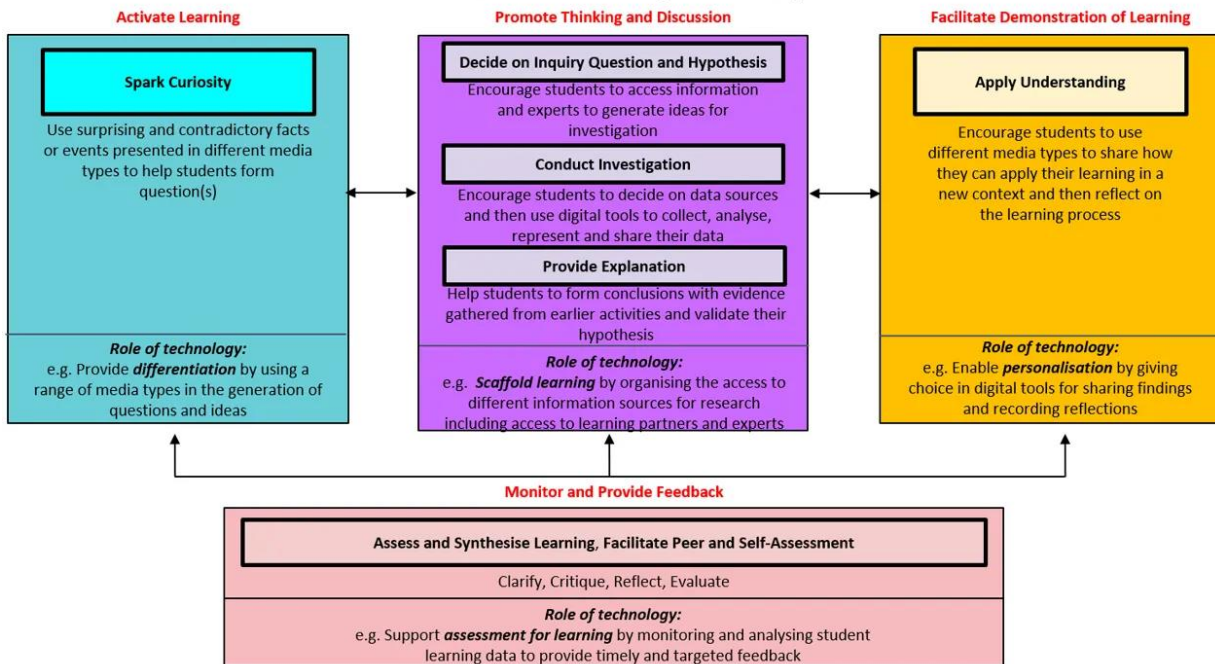 Activate Learning
Spark Curiosity
Use surprising and contradictory facts
or events presented in different media
types to help students form
question(s)
Role of technology:
e.g. Provide differentiation by using a
range of media types in the generation of
questions and ideas
Promote Thinking and Discussion
Decide on Inquiry Question and Hypothesis
Encourage students to access information
and experts to generate ideas for
investigation
Conduct Investigation
Encourage students to decide on data sources
and then use digital tools to collect, analyse,
represent and share their data
Provide Explanation
Help students to form conclusions with evidence
gathered from earlier activities and validate their
hypothesis
Role of technology:
e.g. Scaffold learning by organising the access to
different information sources for research
including access to learning partners and experts
Facilitate Demonstration of Learning
Apply Understanding
Encourage students to use
different media types to share how
they can apply their learning in a
new context and then reflect on
the learning process
Role of technology:
e.g. Enable personalisation by giving
choice in digital tools for sharing findings
and recording reflections
Monitor and Provide Feedback
Assess and Synthesise Learning, Facilitate Peer and Self-Assessment
Clarify, Critique, Reflect, Evaluate
Role of technology:
e.g. Support assessment for learning by monitoring and analysing student
learning data to provide timely and targeted feedback